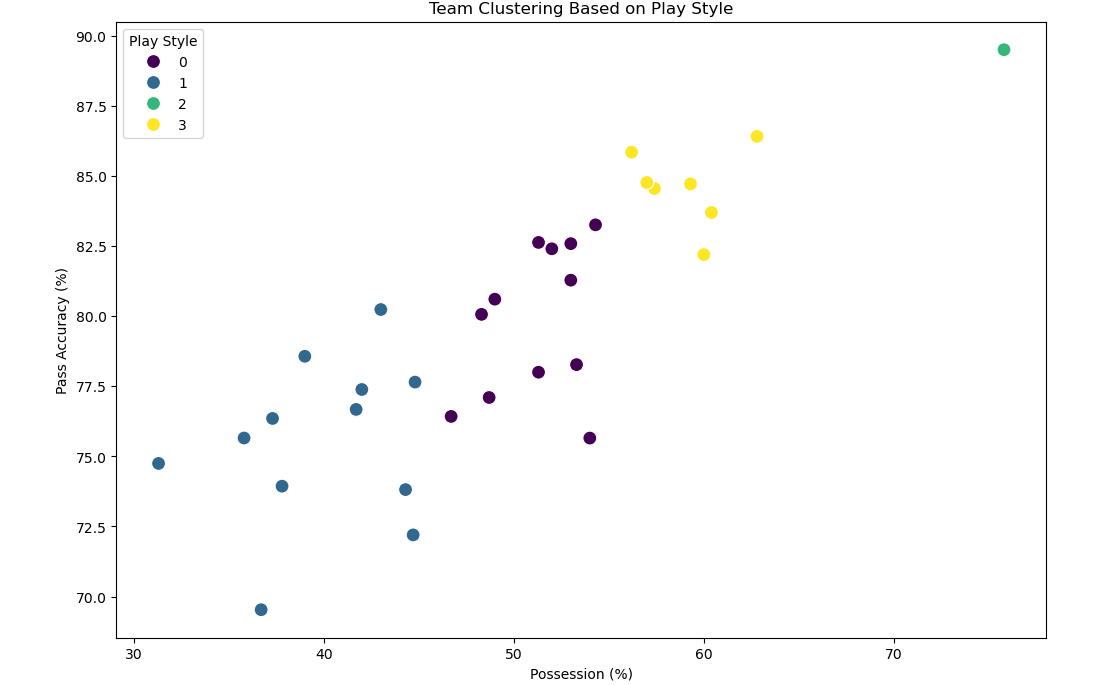 Team Clustering Based on Play Style
Play Style
0
1
2
3
90.0
87.5
85.0
82.5
80.0
77.5
75.0
72.5
70.0
Pass Accuracy (%)
30 40 50 60 70
Possession (%)